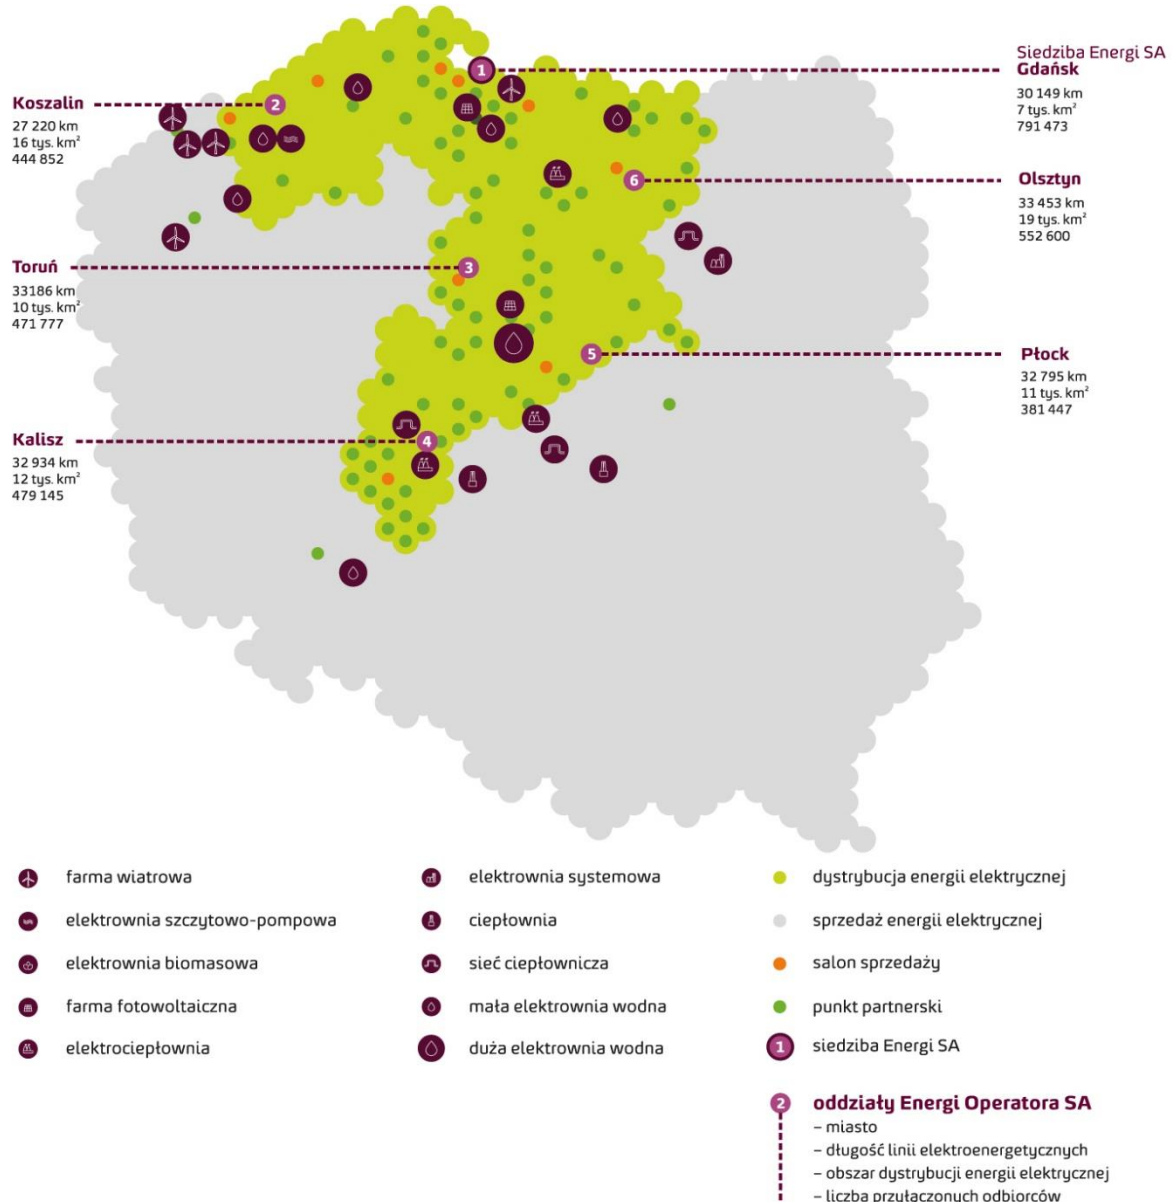 Siedziba Energi SA
Gdańsk
30 149 km
7 tys. km²
791 473
Koszalin
27 220 km
16 tys. km²
444 852
Olsztyn
33 453 km
19 tys. km²
552 600
Toruń
33186 km
10 tys. km²
471 777
Płock
32 795 km
11 tys. km²
381 447
Kalisz
32 934 km
12 tys. km²
479 145
1
2
6
3
5
4
farma wiatrowa
elektrownia szczytowo-pompowa
elektrownia biomasowa
farma fotowoltaiczna
elektrociepłownia
elektrownia systemowa
ciepłownia
sieć ciepłownicza
mała elektrownia wodna
duża elektrownia wodna
dystrybucja energii elektrycznej
sprzedaż energii elektrycznej
salon sprzedaży
punkt partnerski
1 siedziba Energi SA
2 oddziały Energi Operatora SA
– miasto
– długość linii elektroenergetycznych
– obszar dystrybucji energii elektrycznej
– liczba przyłączonych odbiorców